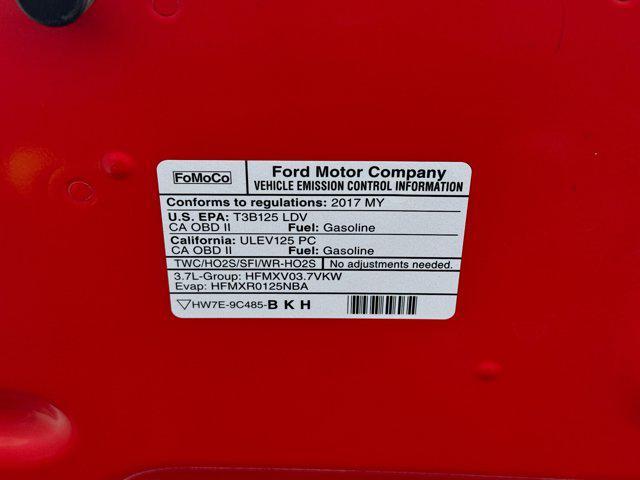 FoMoCo
Ford Motor Company
VEHICLE EMISSION CONTROL INFORMATION
Conforms to regulations: 2017 MY
U.S. EPA: T3B125 LDV
CA OBD II Fuel: Gasoline
California: ULEV125 PC
CA OBD II Fuel: Gasoline
TWC/HO2S/SFI/WR-HO2S No adjustments needed.
3.7L-Group: HFMXV03.7VKW
Evap: HFMXR0125NBA
HW7E-9C485-B K H